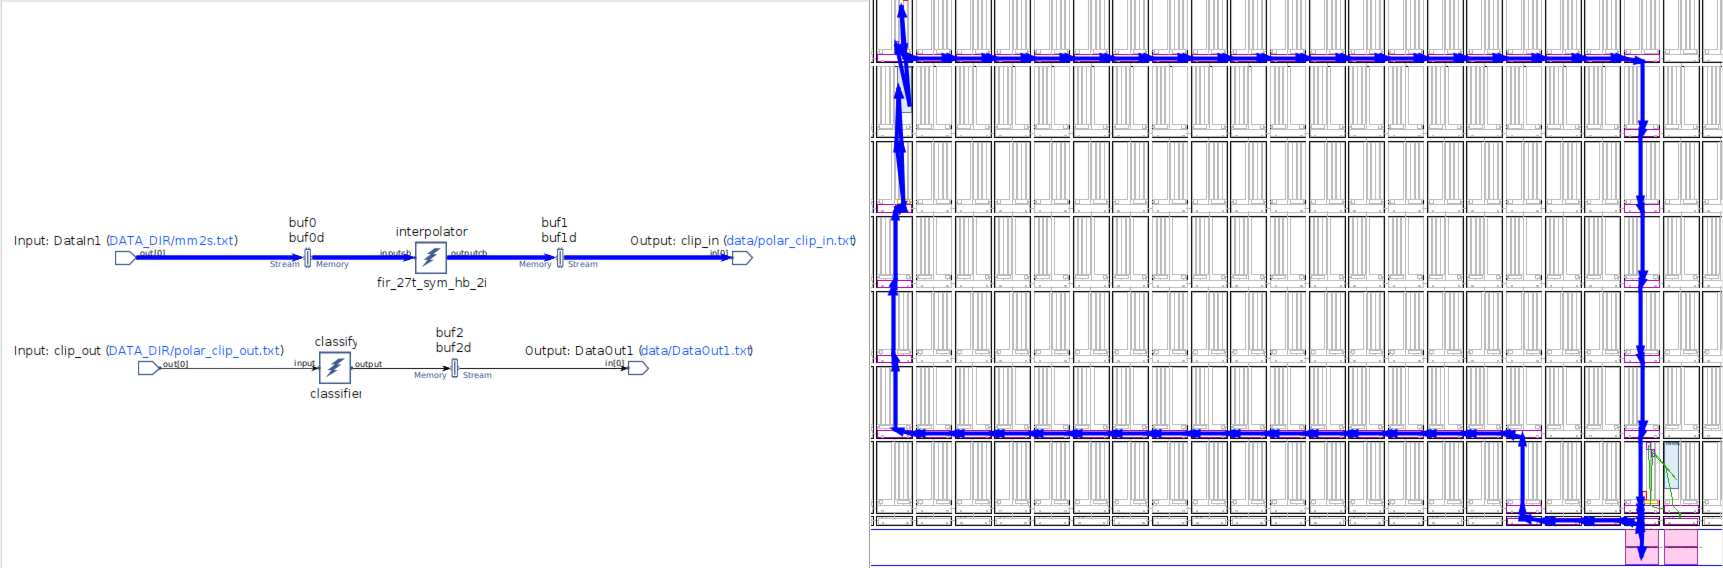 buf0
buf0d
buf1
buf1d
interpolator
Input: DataIn1 (DATA_DIR/mm2s.txt)
Output: clip_in (data/polar_clip_in.txt)
out[0]
inputcb
outputcb
in[0]
Stream
Memory
Memory
Stream
fir_27t_sym_hb_2i
buf2
buf2d
classify
Input: clip_out (DATA_DIR/polar_clip_out.txt)
Output: DataOut1 (data/DataOut1.txt)
out[0]
input
output
in[0]
Memory
Stream
classifier